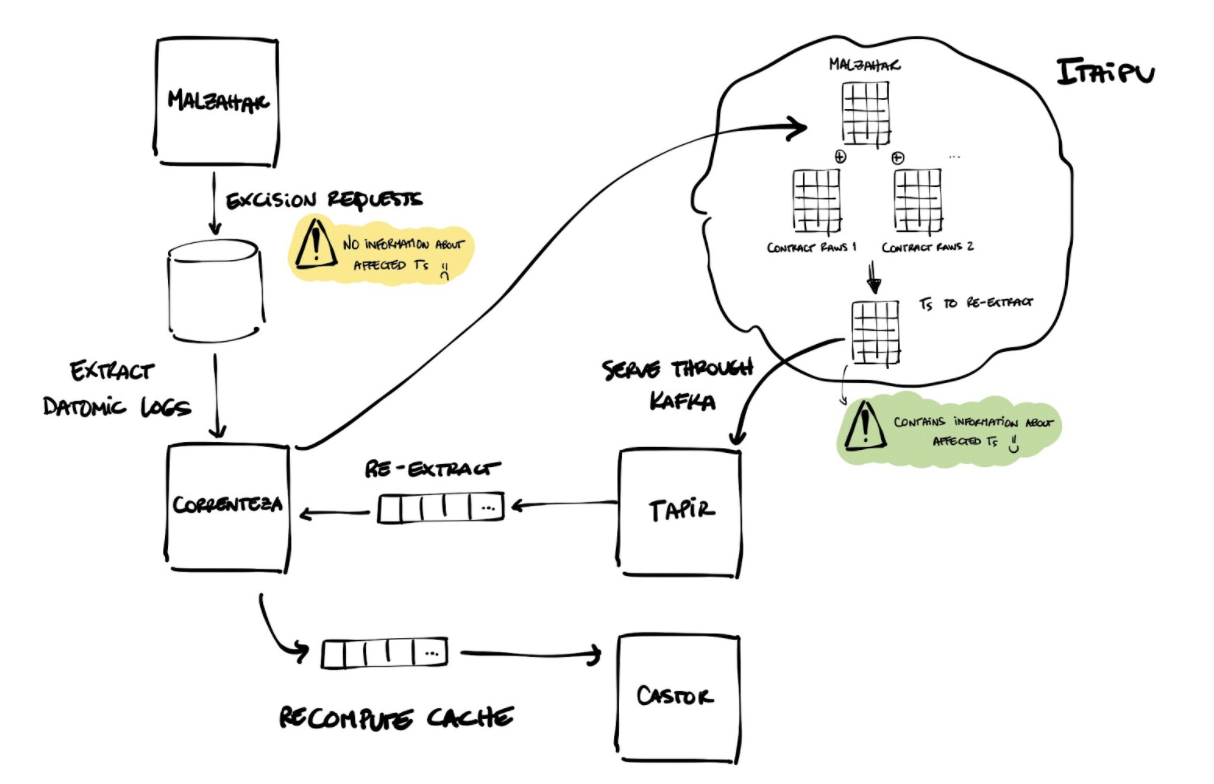 MALZAHAR
EXCISION REQUESTS
! NO INFORMATION ABOUT
AFFECTED TS :(
EXTRACT
DATOMIC LOGS
CORRENTEZA
RE-EXTRACT
...
TAPIR
...
RECOMPUTE CACHE
CASTOR
ITAIPU
MALZAHAR
+ + ...
CONTRACT RAWS 1
CONTRACT RAWS 2
TS TO RE-EXTRACT
SERVE THROUGH
KAFKA
! CONTAINS INFORMATION ABOUT
AFFECTED TS :)